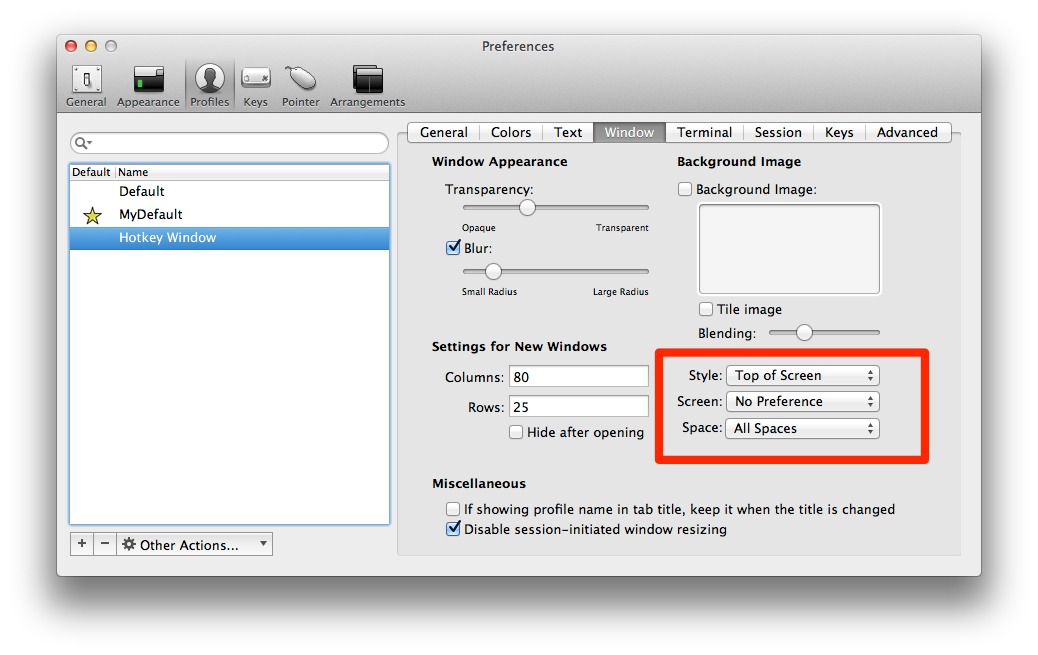 Preferences
General Appearance Profiles Keys Pointer Arrangements
General Colors Text Window Terminal Session Keys Advanced
Default Name
Default
MyDefault
Hotkey Window
+ − Other Actions...
Window Appearance
Transparency:
Opaque Transparent
Blur:
Small Radius Large Radius
Background Image
Background Image:
Tile image
Blending:
Settings for New Windows
Columns: 80
Rows: 25
Hide after opening
Style: Top of Screen
Screen: No Preference
Space: All Spaces
Miscellaneous
If showing profile name in tab title, keep it when the title is changed
Disable session-initiated window resizing